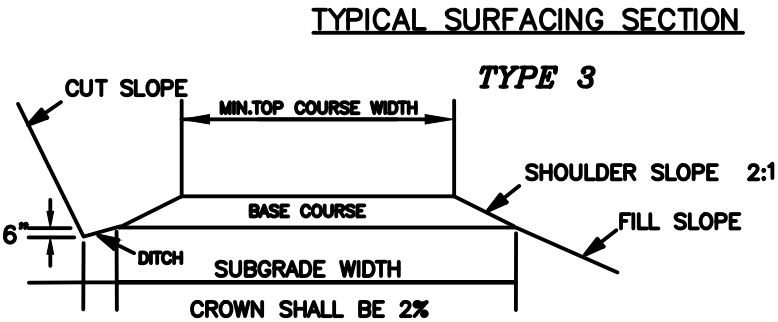 TYPICAL SURFACING SECTION
TYPE 3
CUT SLOPE
MIN.TOP COURSE WIDTH
SHOULDER SLOPE 2:1
BASE COURSE
FILL SLOPE
6"
DITCH
SUBGRADE WIDTH
CROWN SHALL BE 2%